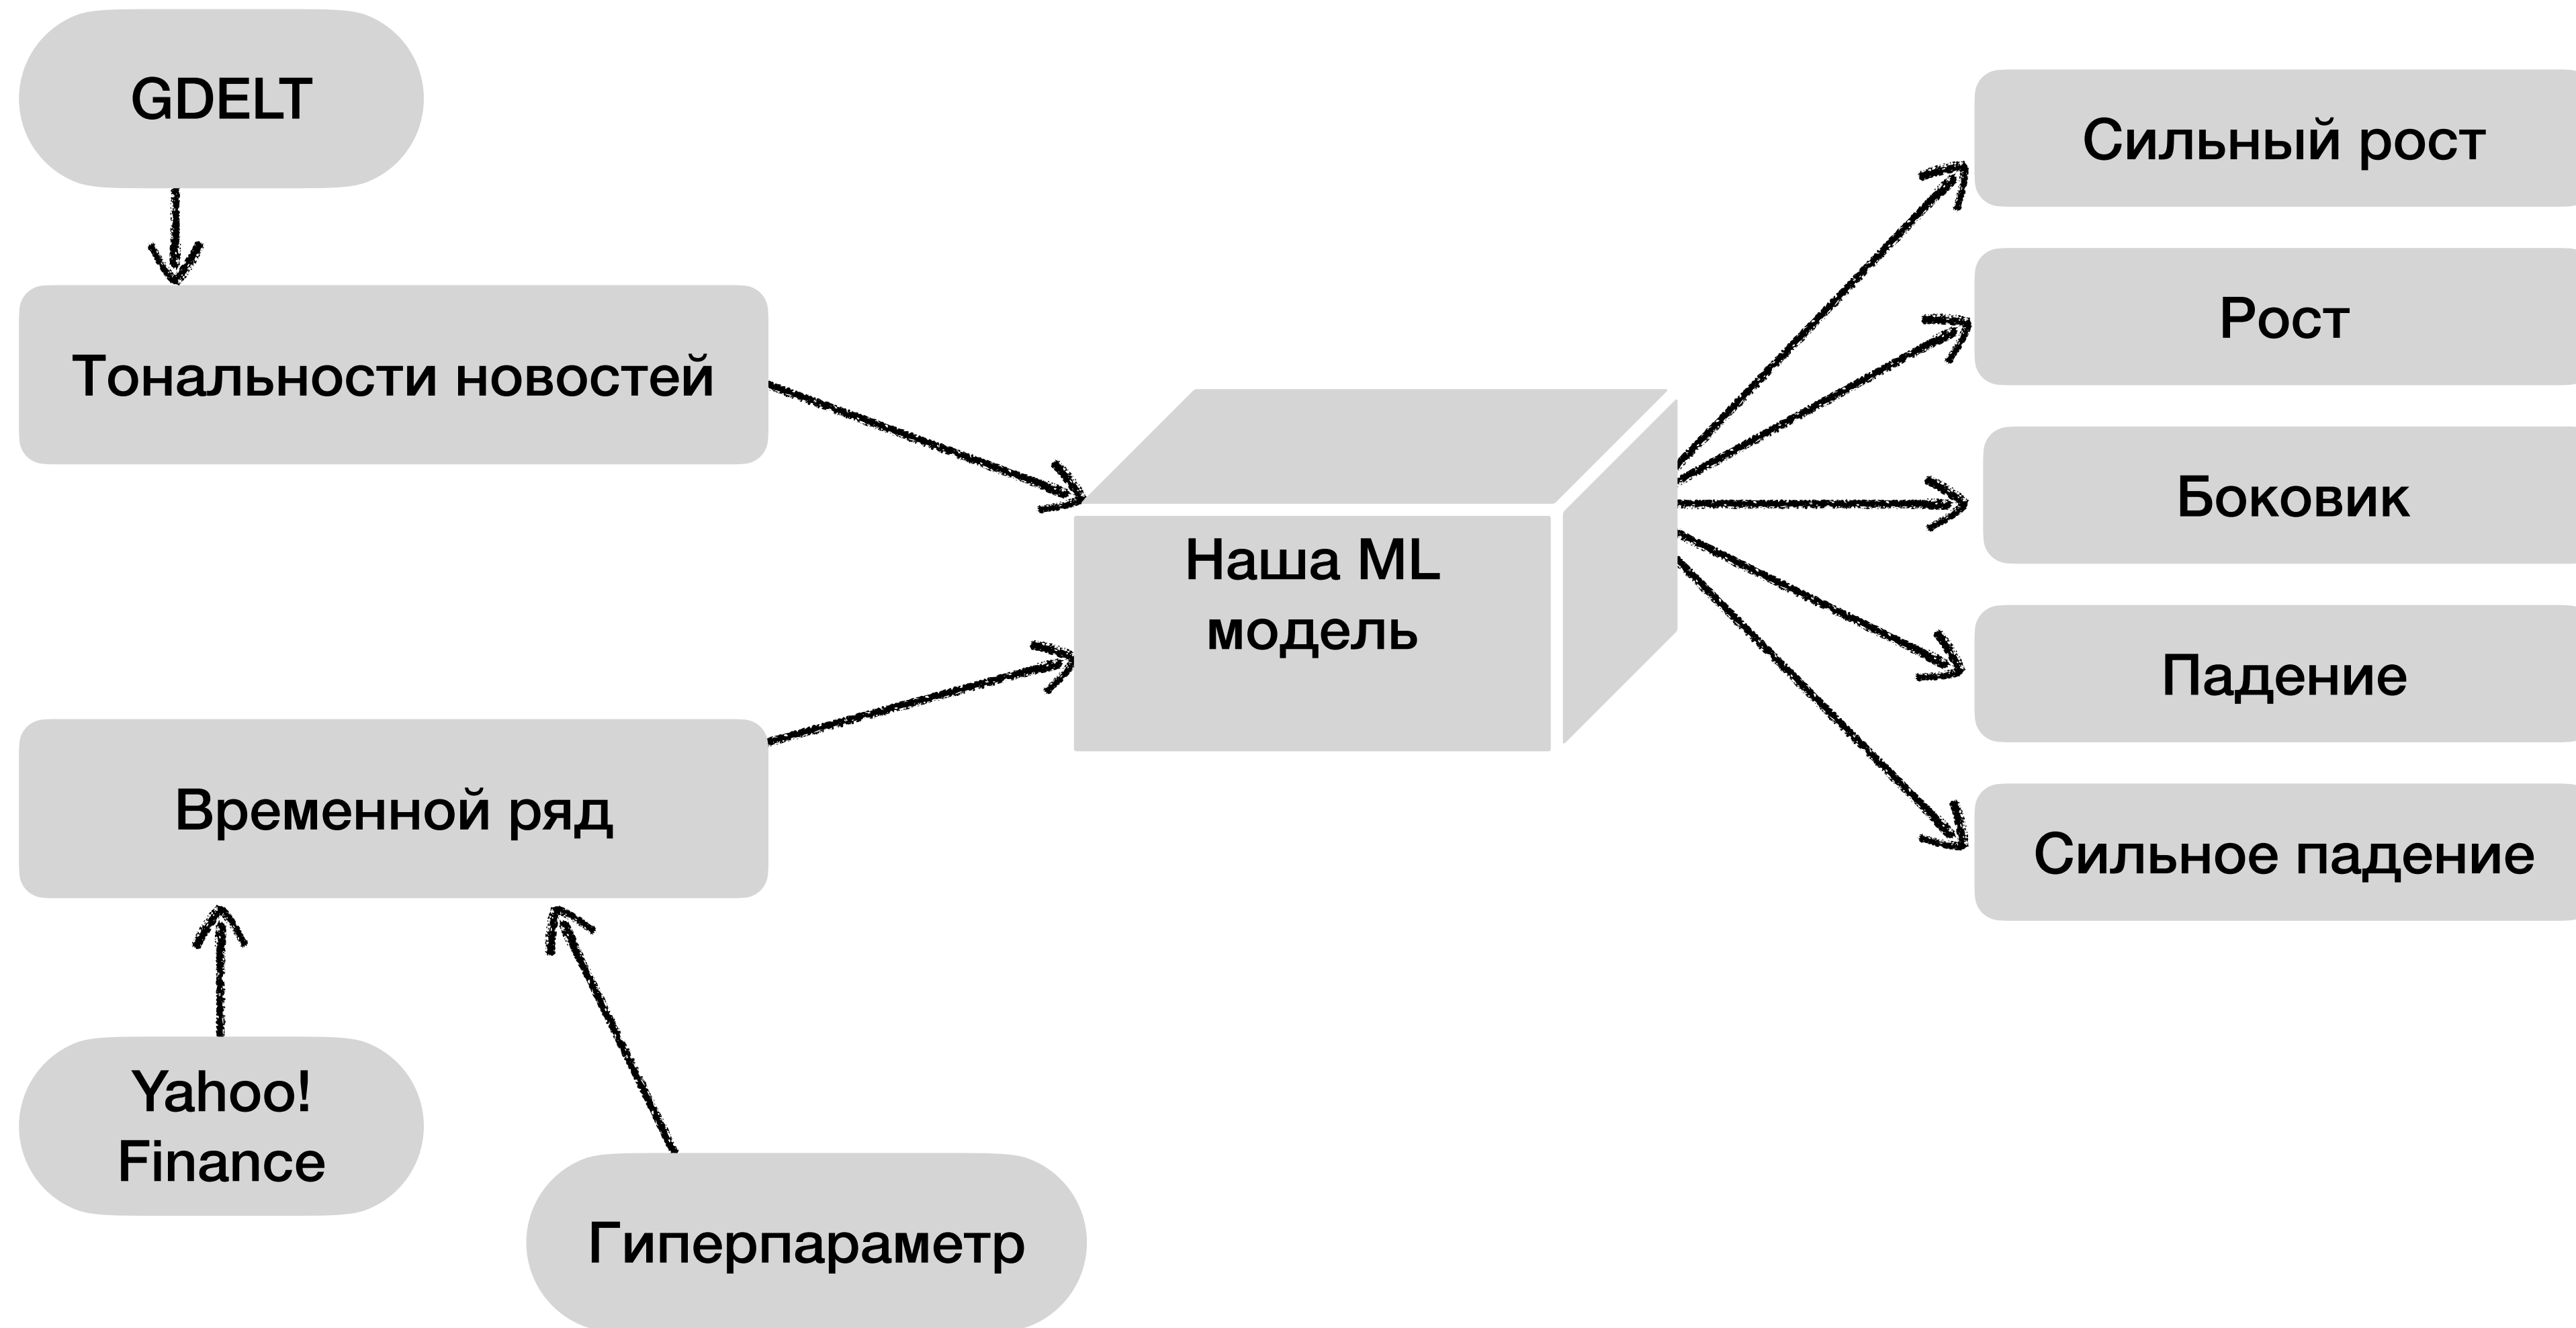 GDELT
Тональности новостей
Временной ряд
Yahoo!
Finance
Гиперпараметр
Наша ML
модель
Сильный рост
Рост
Боковик
Падение
Сильное падение